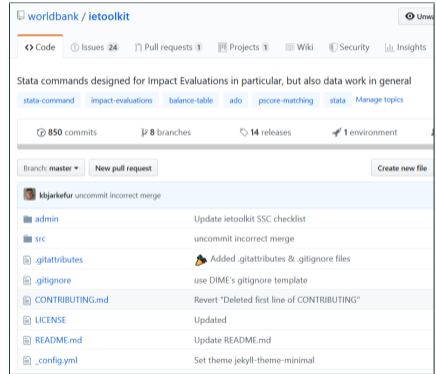 worldbank / ietoolkit
Unwa
Code Issues 24 Pull requests 1 Projects 1 Wiki Security Insights
Stata commands designed for Impact Evaluations in particular, but also data work in general
stata-command impact-evaluations balance-table ado pscore-matching stata Manage topics
850 commits 8 branches 14 releases 1 environment
Branch: master New pull request Create new file
kbjarkefur uncommit incorrect merge
admin Update ietoolkit SSC checklist
src uncommit incorrect merge
.gitattributes Added .gitattributes & .gitignore files
.gitignore use DIME's gitignore template
CONTRIBUTING.md Revert "Deleted first line of CONTRIBUTING"
LICENSE Updated
README.md Update README.md
_config.yml Set theme jekyll-theme-minimal